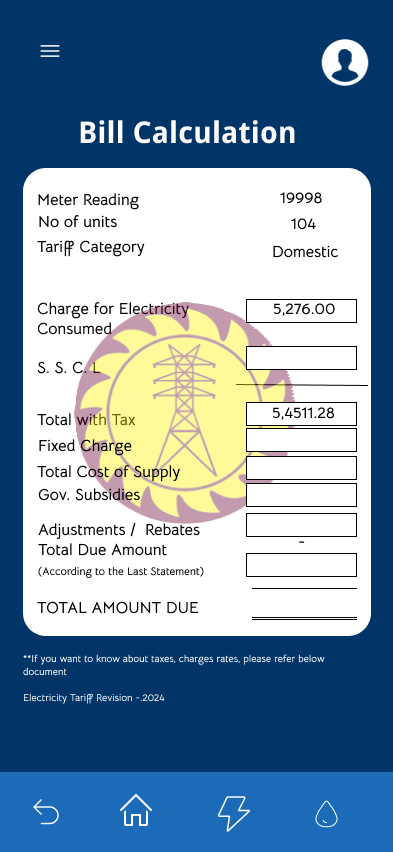 Bill Calculation
Meter Reading 19998
No of units 104
Tariff Category Domestic
Charge for Electricity 5,276.00
Consumed
S. S. C. L
Total with Tax 5,4511.28
Fixed Charge
Total Cost of Supply
Gov. Subsidies
Adjustments / Rebates
Total Due Amount -
(According to the Last Statement)
TOTAL AMOUNT DUE
**If you want to know about taxes, charges rates, please refer below
document
Electricity Tariff Revision -.2024